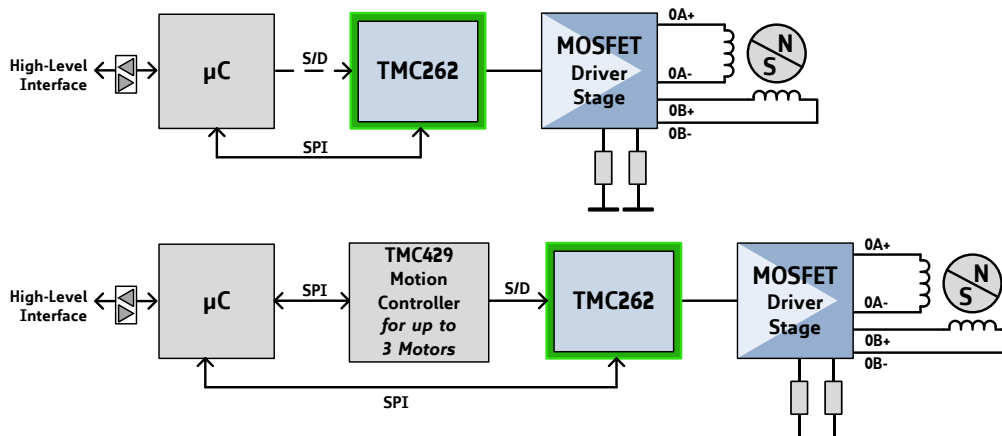 High-Level
Interface
µC
S/D
TMC262
SPI
MOSFET
Driver
Stage
0A+
0A-
0B+
0B-
N
S
High-Level
Interface
µC
SPI
TMC429
Motion
Controller
for up to
3 Motors
S/D
TMC262
SPI
MOSFET
Driver
Stage
0A+
0A-
0B+
0B-
N
S